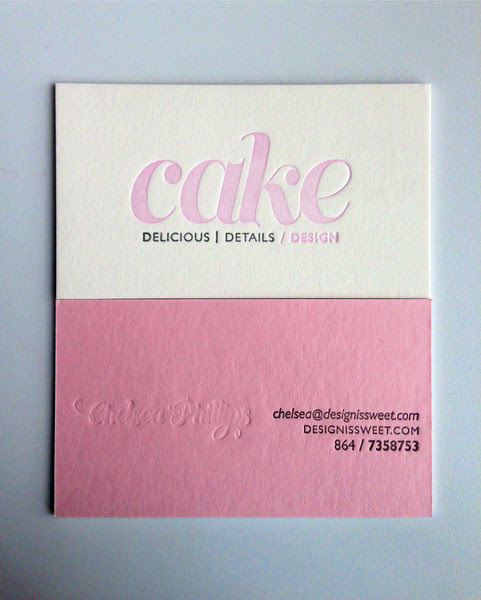 cake
DELICIOUS | DETAILS / DESIGN
Chelsea Phillips
chelsea@designissweet.com
DESIGNISSWEET.COM
864 / 7358753